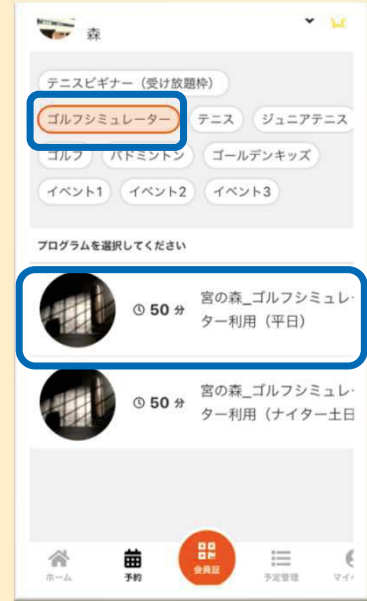 森
テニスビギナー（受け放題枠）
ゴルフシミュレーター
テニス
ジュニアテニス
ゴルフ
バドミントン
ゴールデンキッズ
イベント1
イベント2
イベント3
プログラムを選択してください
50 分
宮の森_ゴルフシミュレー
ター利用（平日）
50 分
宮の森_ゴルフシミュレー
ター利用（ナイター土日
ホーム
予約
会員証
予定管理
マイ